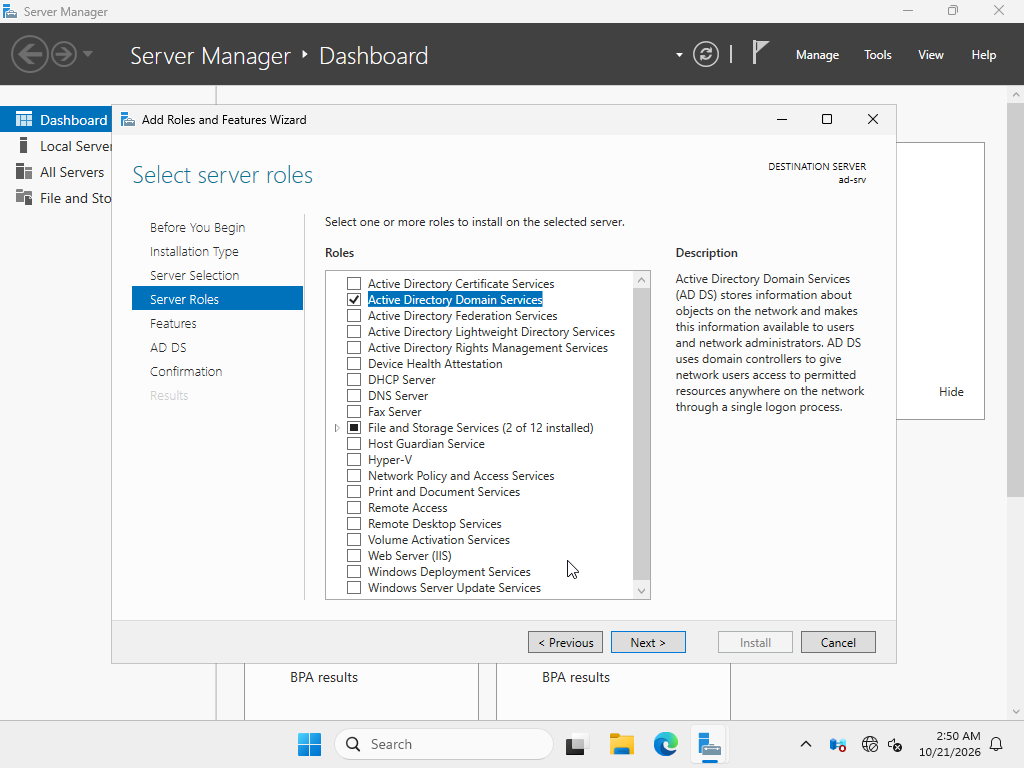 Server Manager
Server Manager ‣ Dashboard
Manage
Tools
View
Help
Dashboard
Local Server
All Servers
File and Sto
Add Roles and Features Wizard
Select server roles
DESTINATION SERVER
ad-srv
Before You Begin
Installation Type
Server Selection
Server Roles
Features
AD DS
Confirmation
Results
Select one or more roles to install on the selected server.
Roles
Active Directory Certificate Services
Active Directory Domain Services
Active Directory Federation Services
Active Directory Lightweight Directory Services
Active Directory Rights Management Services
Device Health Attestation
DHCP Server
DNS Server
Fax Server
File and Storage Services (2 of 12 installed)
Host Guardian Service
Hyper-V
Network Policy and Access Services
Print and Document Services
Remote Access
Remote Desktop Services
Volume Activation Services
Web Server (IIS)
Windows Deployment Services
Windows Server Update Services
Description
Active Directory Domain Services
(AD DS) stores information about
objects on the network and makes
this information available to users
and network administrators. AD DS
uses domain controllers to give
network users access to permitted
resources anywhere on the network
through a single logon process.
Hide
< Previous
Next >
Install
Cancel
BPA results
BPA results
Search
2:50 AM
10/21/2026